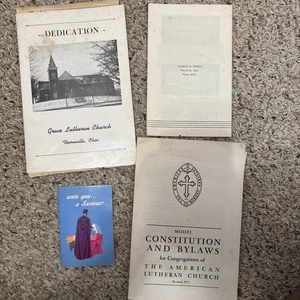 - DEDICATION -
Grace Lutheran Church
Thornville, Ohio
unto you...
a Saviour
MODEL
CONSTITUTION
AND BYLAWS
for Congregations of
THE AMERICAN
LUTHERAN CHURCH